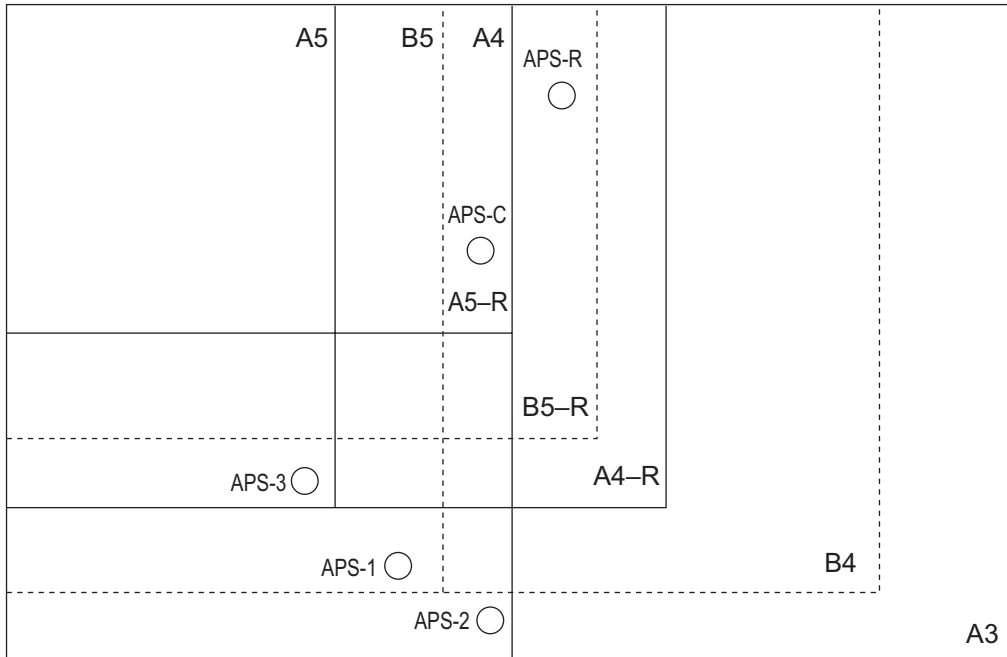 A5
B5
A4
APS-R
APS-C
A5–R
B5–R
APS-3
A4–R
APS-1
B4
APS-2
A3